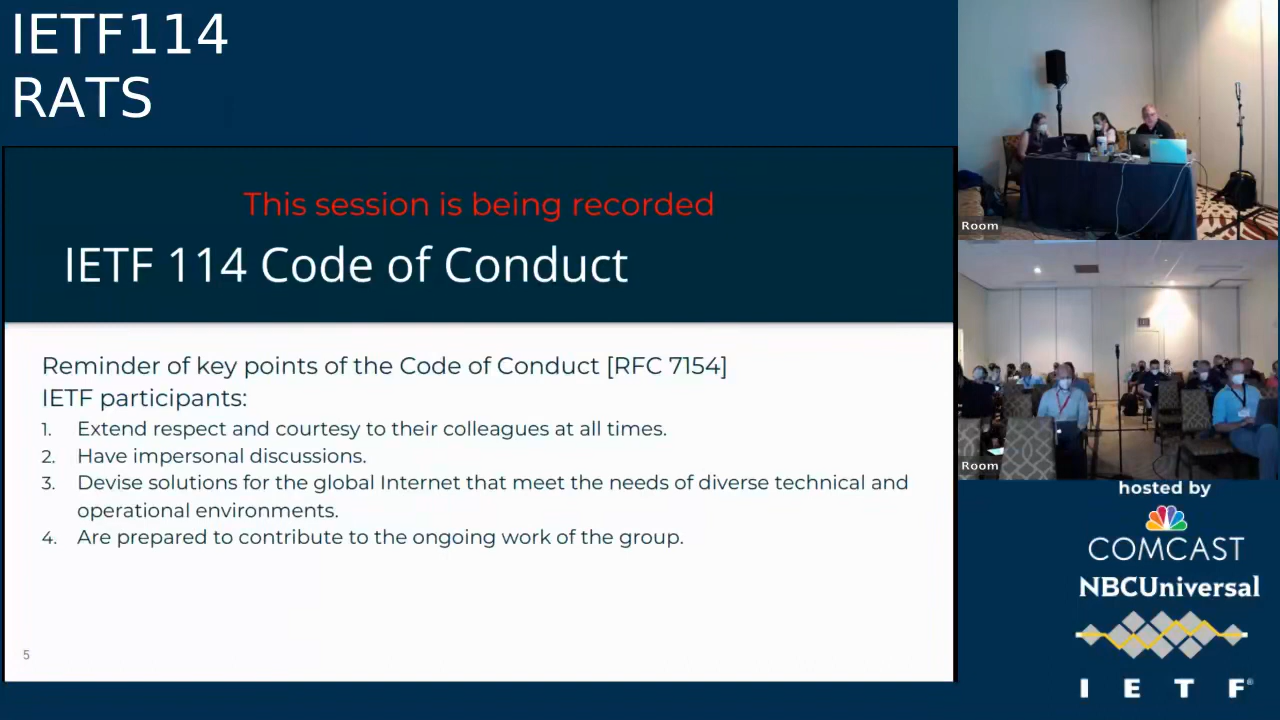 IETF114
RATS
This session is being recorded
IETF 114 Code of Conduct
Reminder of key points of the Code of Conduct [RFC 7154]
IETF participants:
1. Extend respect and courtesy to their colleagues at all times.
2. Have impersonal discussions.
3. Devise solutions for the global Internet that meet the needs of diverse technical and
operational environments.
4. Are prepared to contribute to the ongoing work of the group.
5
Room
Room
hosted by
COMCAST
NBCUniversal
I E T F®